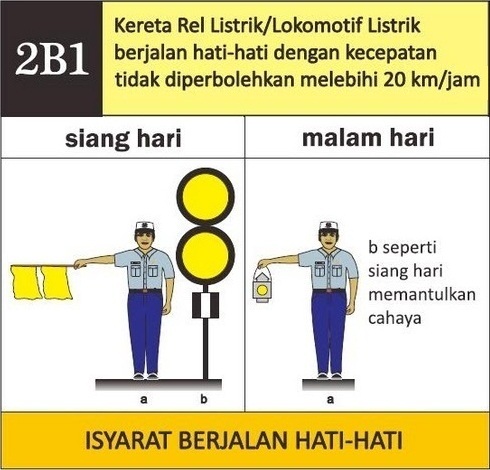 2B1
Kereta Rel Listrik/Lokomotif Listrik
berjalan hati-hati dengan kecepatan
tidak diperbolehkan melebihi 20 km/jam
siang hari
malam hari
b seperti
siang hari
memantulkan
cahaya
a
b
a
ISYARAT BERJALAN HATI-HATI